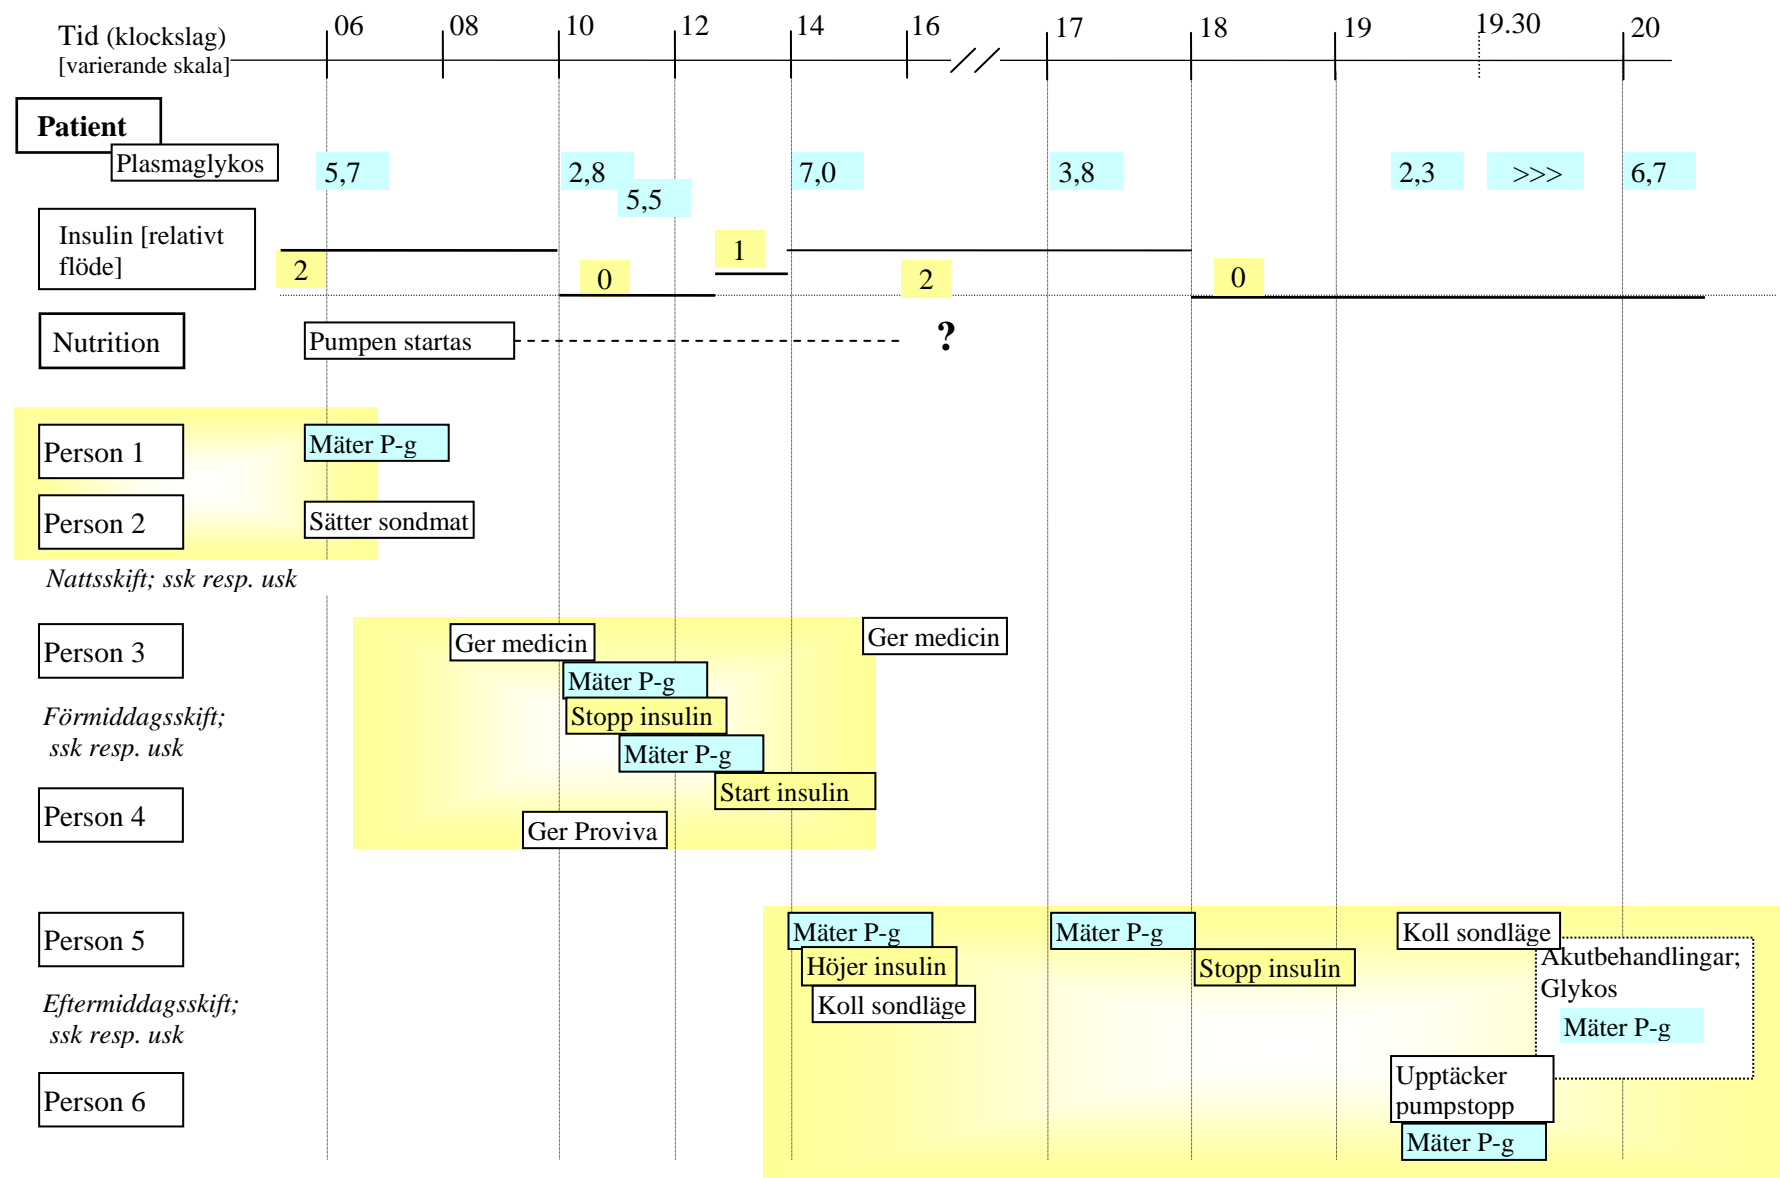 Tid (klockslag)
[varierande skala]
06 08 10 12 14 16 17 18 19 19.30 20
Patient
Plasmaglykos
5,7 2,8 7,0 3,8 2,3 >>> 6,7
5,5
Insulin [relativt
flöde]
2 0 1 2 0
Nutrition
Pumpen startas ?
Person 1
Mäter P-g
Person 2
Sätter sondmat
Nattsskift; ssk resp. usk
Person 3
Ger medicin Ger medicin
Mäter P-g
Stopp insulin
Förmiddagsskift;
ssk resp. usk
Mäter P-g
Start insulin
Person 4
Ger Proviva
Person 5
Mäter P-g Mäter P-g Koll sondläge
Höjer insulin Stopp insulin
Akutbehandlingar;
Glykos
Koll sondläge
Eftermiddagsskift;
ssk resp. usk
Mäter P-g
Person 6
Upptäcker
pumpstopp
Mäter P-g